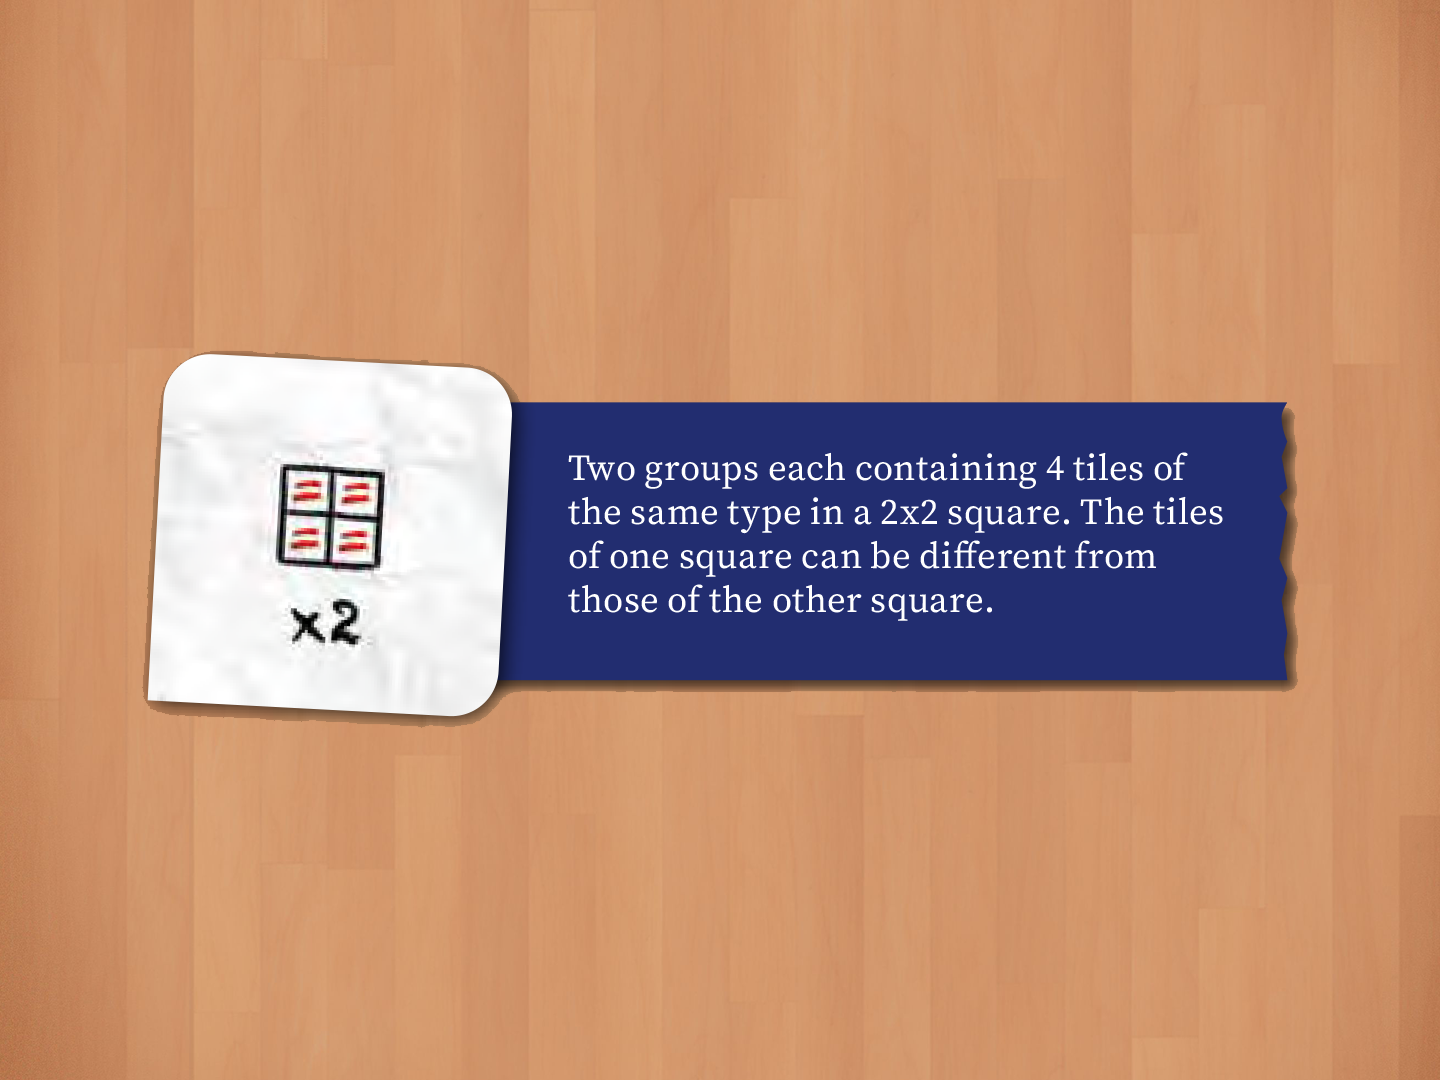 x2
Two groups each containing 4 tiles of
the same type in a 2x2 square. The tiles
of one square can be different from
those of the other square.